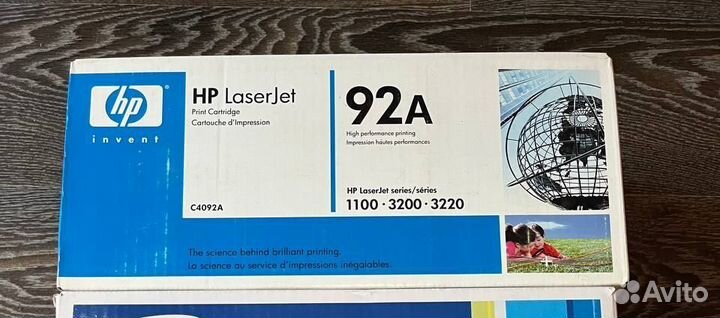 hp
invent
HP LaserJet
Print Cartridge
Cartouche d'Impression
C4092A
92A
High performance printing
Impression hautes performances
HP LaserJet series/séries
1100 · 3200 · 3220
The science behind brilliant printing.
La science au service d'impressions inégalables.
Avito